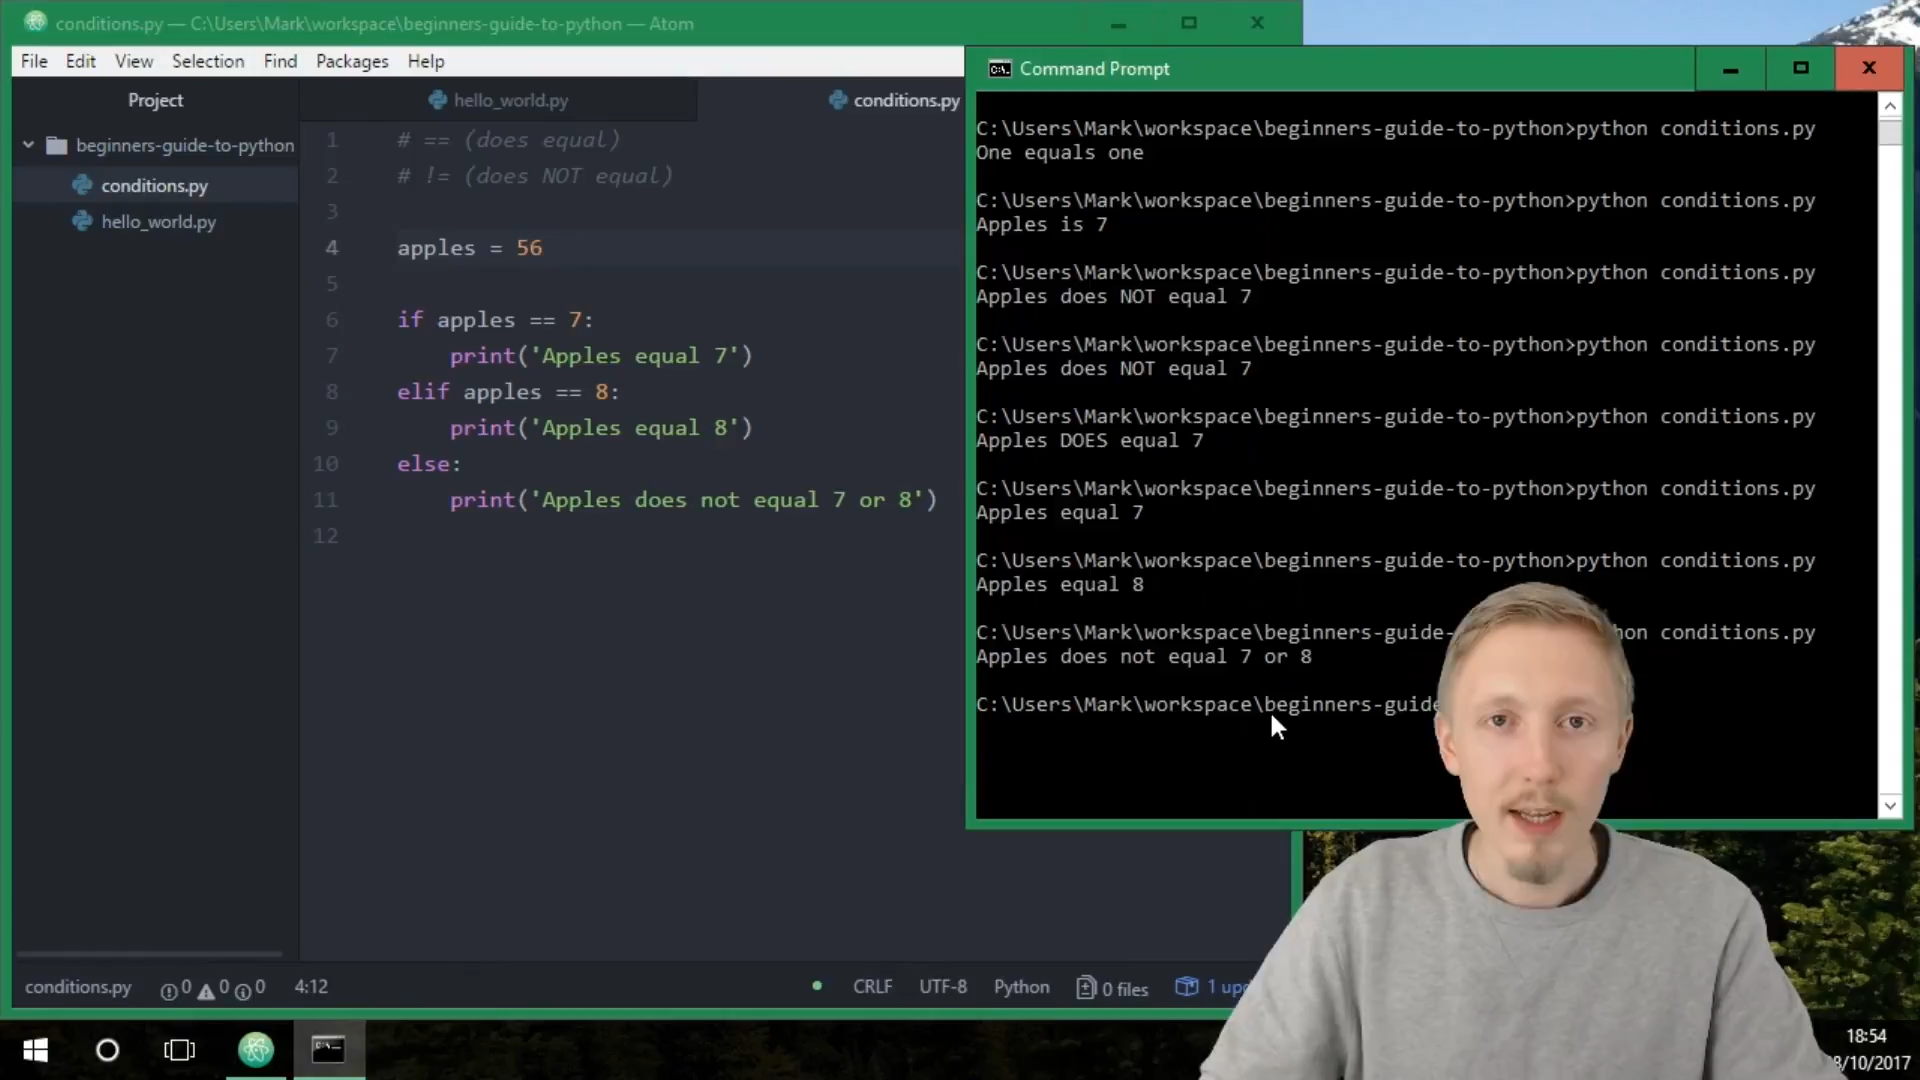 conditions.py — C:\Users\Mark\workspace\beginners-guide-to-python — Atom
File Edit View Selection Find Packages Help
Project
beginners-guide-to-python
conditions.py
hello_world.py
hello_world.py
conditions.py
1 # == (does equal)
2 # != (does NOT equal)
3
4 apples = 56
5
6 if apples == 7:
7 print('Apples equal 7')
8 elif apples == 8:
9 print('Apples equal 8')
10 else:
11 print('Apples does not equal 7 or 8')
12
conditions.py 0 0 0 4:12
CRLF UTF-8 Python 0 files 1
Command Prompt
C:\Users\Mark\workspace\beginners-guide-to-python>python conditions.py
One equals one
C:\Users\Mark\workspace\beginners-guide-to-python>python conditions.py
Apples is 7
C:\Users\Mark\workspace\beginners-guide-to-python>python conditions.py
Apples does NOT equal 7
C:\Users\Mark\workspace\beginners-guide-to-python>python conditions.py
Apples does NOT equal 7
C:\Users\Mark\workspace\beginners-guide-to-python>python conditions.py
Apples DOES equal 7
C:\Users\Mark\workspace\beginners-guide-to-python>python conditions.py
Apples equal 7
C:\Users\Mark\workspace\beginners-guide-to-python>python conditions.py
Apples equal 8
C:\Users\Mark\workspace\beginners-guide- hon conditions.py
Apples does not equal 7 or 8
C:\Users\Mark\workspace\beginners-guide
18:54
8/10/2017